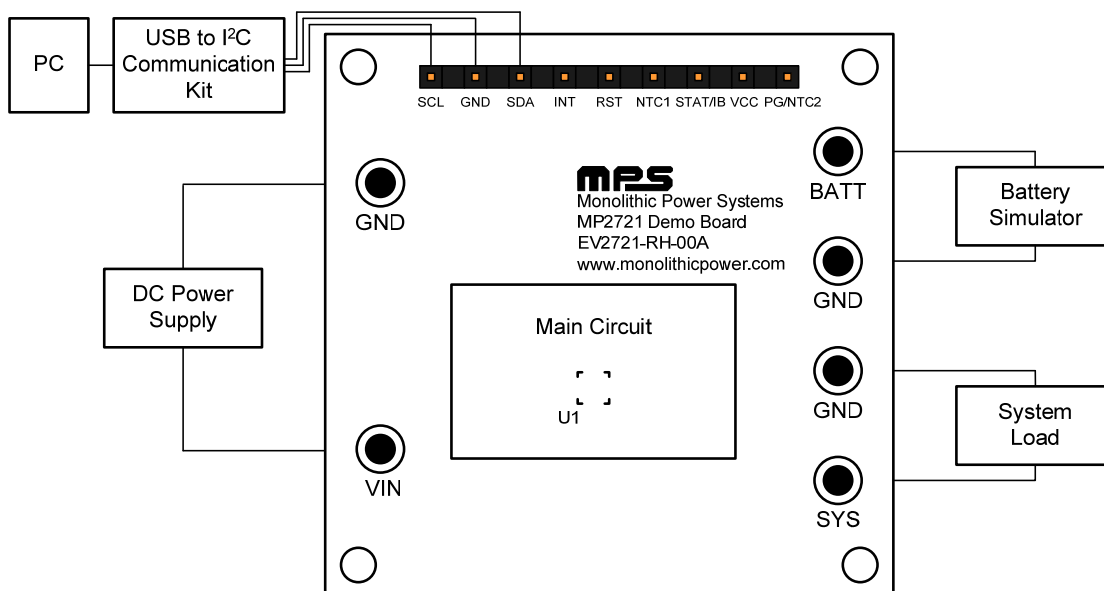 PC
USB to I²C
Communication
Kit
SCL GND SDA INT RST NTC1 STAT/IB VCC PG/NTC2
GND
DC Power
Supply
VIN
MPS
Monolithic Power Systems
MP2721 Demo Board
EV2721-RH-00A
www.monolithicpower.com
Main Circuit
U1
BATT
GND
Battery
Simulator
GND
SYS
System
Load